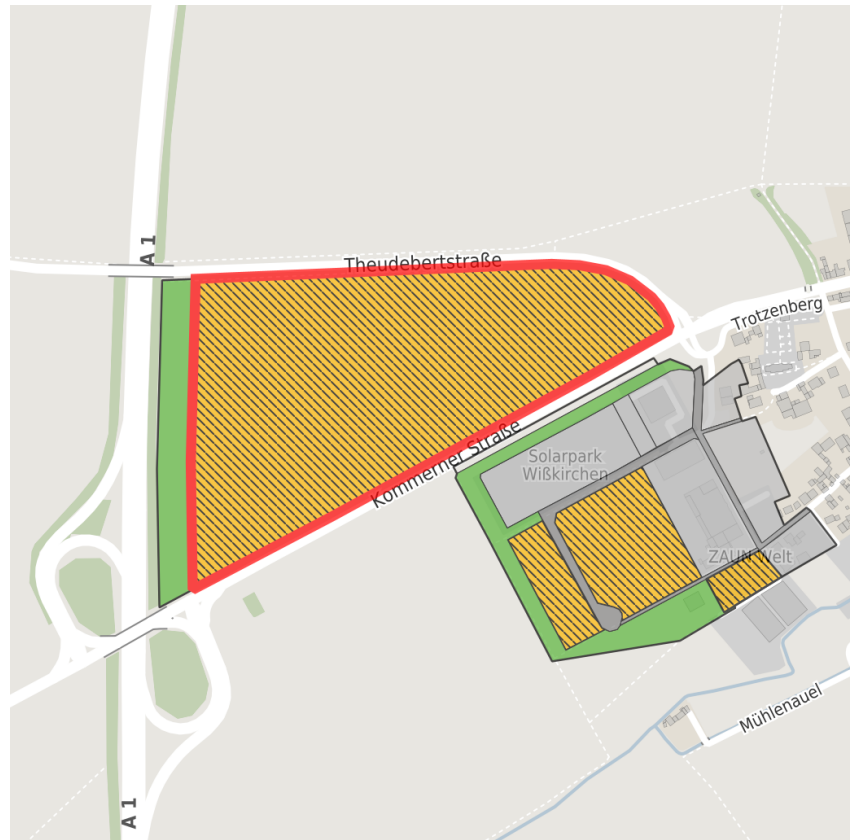 A 1
Theudebertstraße
Trotzenberg
Kommerner Straße
Solarpark
Wißkirchen
ZAUN-Welt
Mühlenauel
A 1